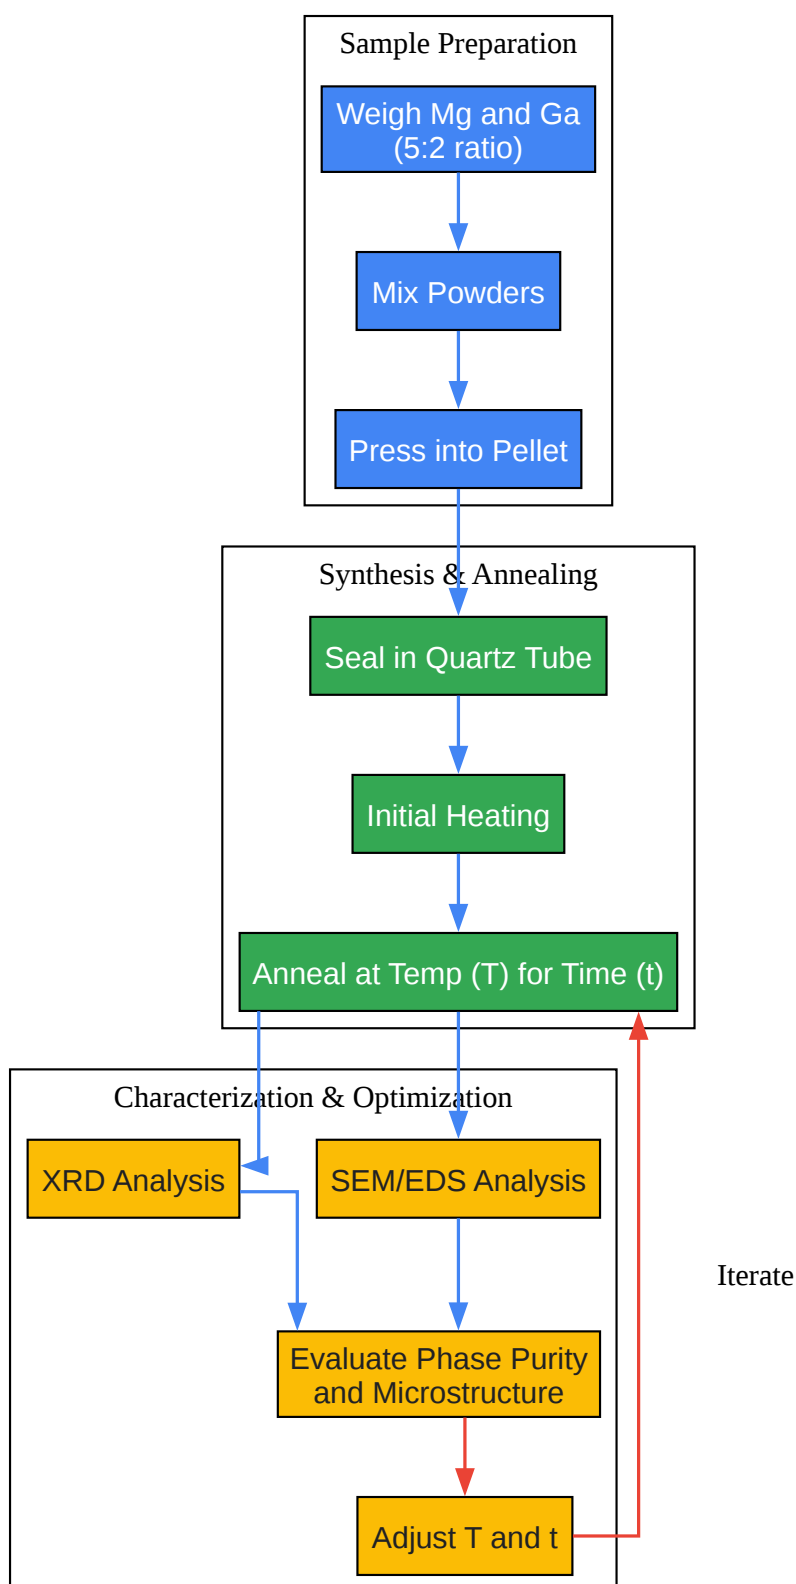 Sample Preparation
Weigh Mg and Ga
(5:2 ratio)
Mix Powders
Press into Pellet
Synthesis & Annealing
Seal in Quartz Tube
Initial Heating
Anneal at Temp (T) for Time (t)
Characterization & Optimization
XRD Analysis
SEM/EDS Analysis
Iterate
Evaluate Phase Purity
and Microstructure
Adjust T and t